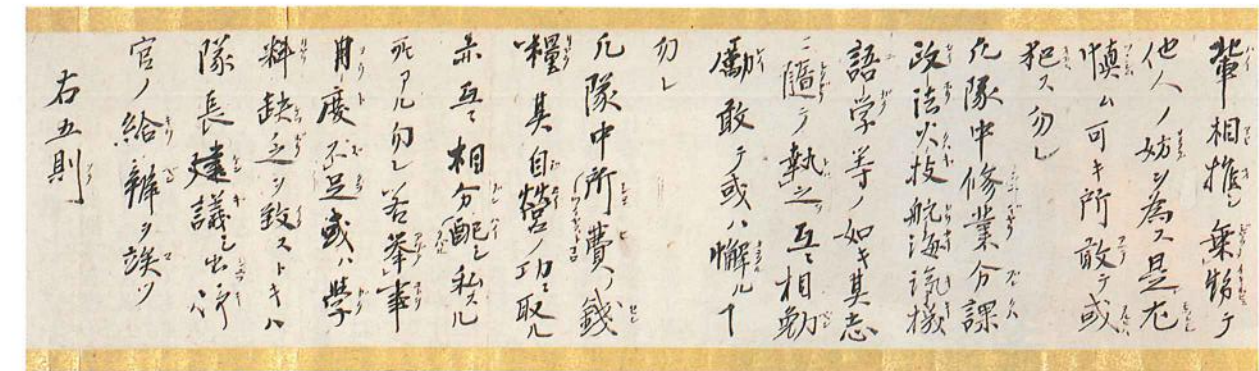 輩相推シ乗勢テ
他人ノ妨ヲ為ス是尤
慎ム可キ所敢テ或
犯ス勿レ
凡隊中修業分課
政法火技航海汽機
語学等ノ如キ其志
ニ随テ執之互ニ相勉
励敢テ或ハ懈ルヿ
勿レ
凡隊中所費ノ銭
糧其自営ノ功ニ取ル
亦互ニ相分配シ私スル
所アル勿レ若挙事
用度不足或ハ学
料缺乏ヲ致ストキハ
隊長建議シ出
官ノ給弁ヲ竢ツ
右五則